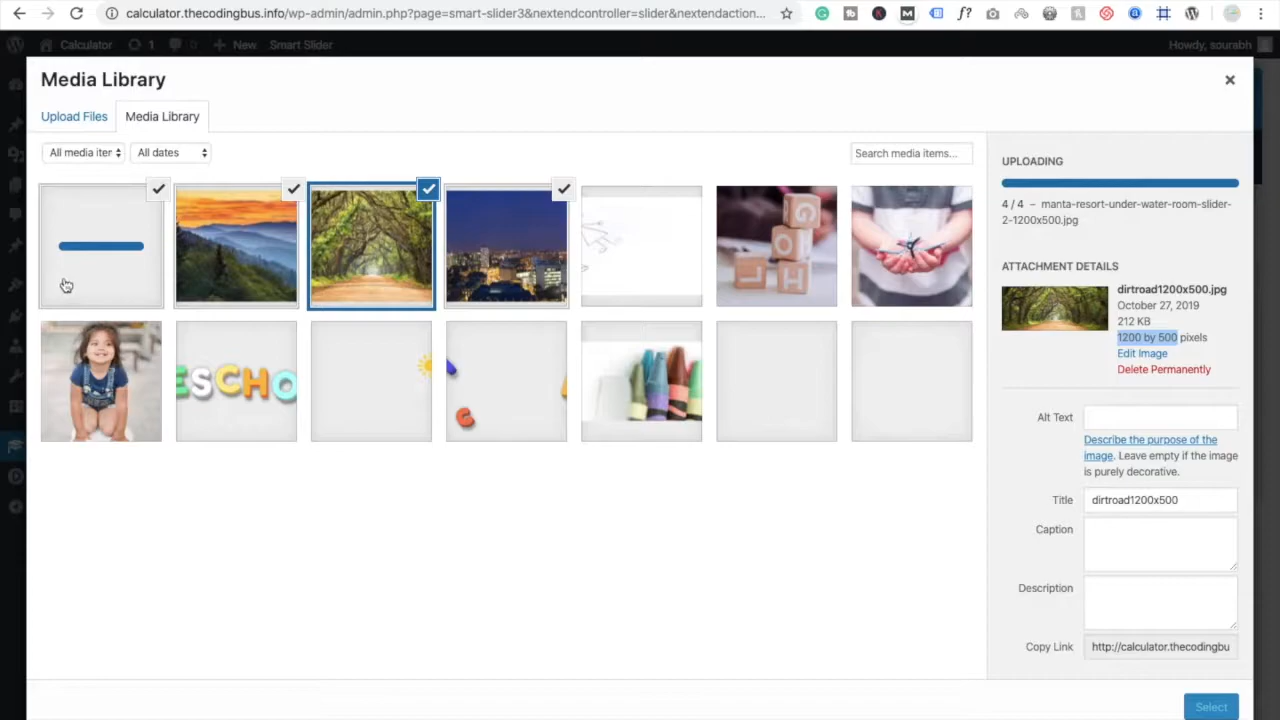 calculator.thecodingbus.info/wp-admin/admin.php?page=smart-slider3&nextendcontroller=slider&nextendaction...
Calculator
1
0
New
Smart Slider
Howdy, sourabh
Media Library
Upload Files
Media Library
All media iter
All dates
Search media items...
UPLOADING
4 / 4 – manta-resort-under-water-room-slider-
2-1200x500.jpg
ATTACHMENT DETAILS
dirtroad1200x500.jpg
October 27, 2019
212 KB
1200 by 500 pixels
Edit Image
Delete Permanently
Alt Text
Describe the purpose of the
image. Leave empty if the image
is purely decorative.
Title
dirtroad1200x500
Caption
Description
Copy Link
http://calculator.thecodingbu
Select
G
O
H
L
ESCHO
C